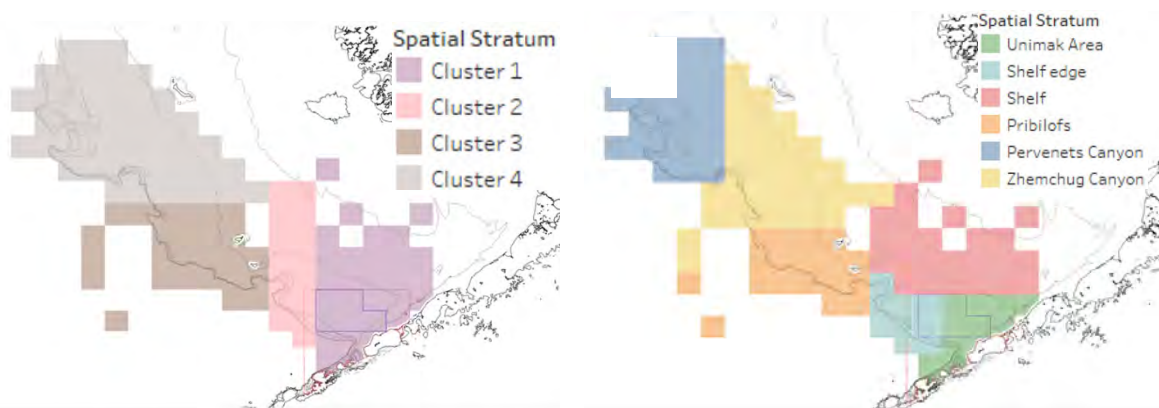 Spatial Stratum
Cluster 1
Cluster 2
Cluster 3
Cluster 4
Spatial Stratum
Unimak Area
Shelf edge
Shelf
Pribilofs
Pervenets Canyon
Zhemchug Canyon